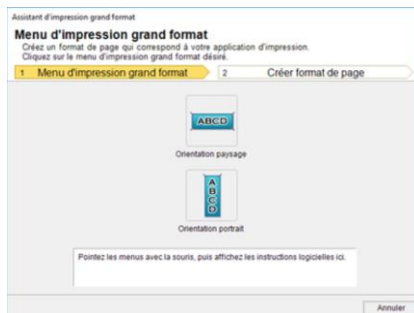 Assistant d'impression grand format
Menu d'impression grand format
Créez un format de page qui correspond à votre application d'impression.
Cliquez sur le menu d'impression grand format désiré.
1 Menu d'impression grand format
2 Créer format de page
ABCD
Orientation paysage
ABCD
Orientation portrait
Pointez les menus avec la souris, puis affichez les instructions logicielles ici.
Annuler